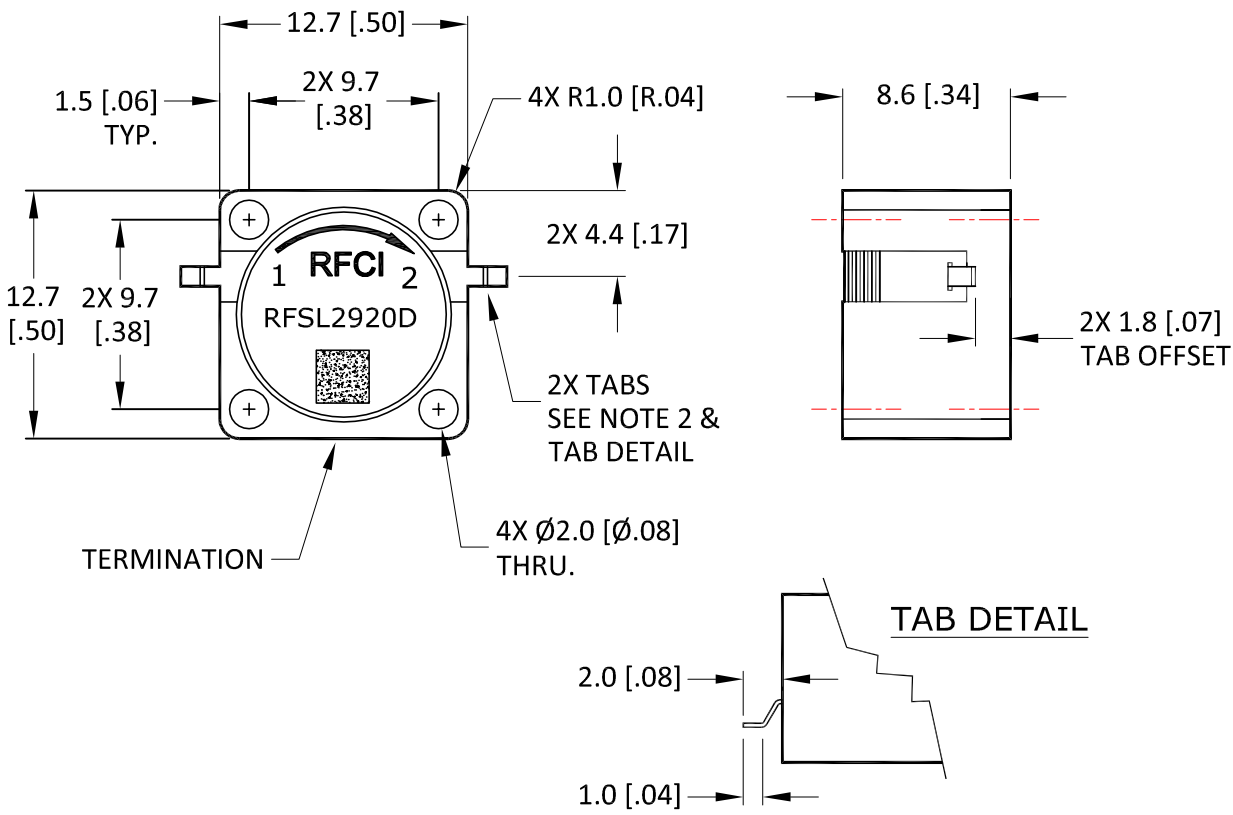 12.7 [.50]
1.5 [.06]
TYP.
2X 9.7
[.38]
4X R1.0 [R.04]
8.6 [.34]
2X 4.4 [.17]
12.7
[.50]
2X 9.7
[.38]
1 RFCI 2
RFSL2920D
2X 1.8 [.07]
TAB OFFSET
2X TABS
SEE NOTE 2 &
TAB DETAIL
TERMINATION
4X Ø2.0 [Ø.08]
THRU.
TAB DETAIL
2.0 [.08]
1.0 [.04]